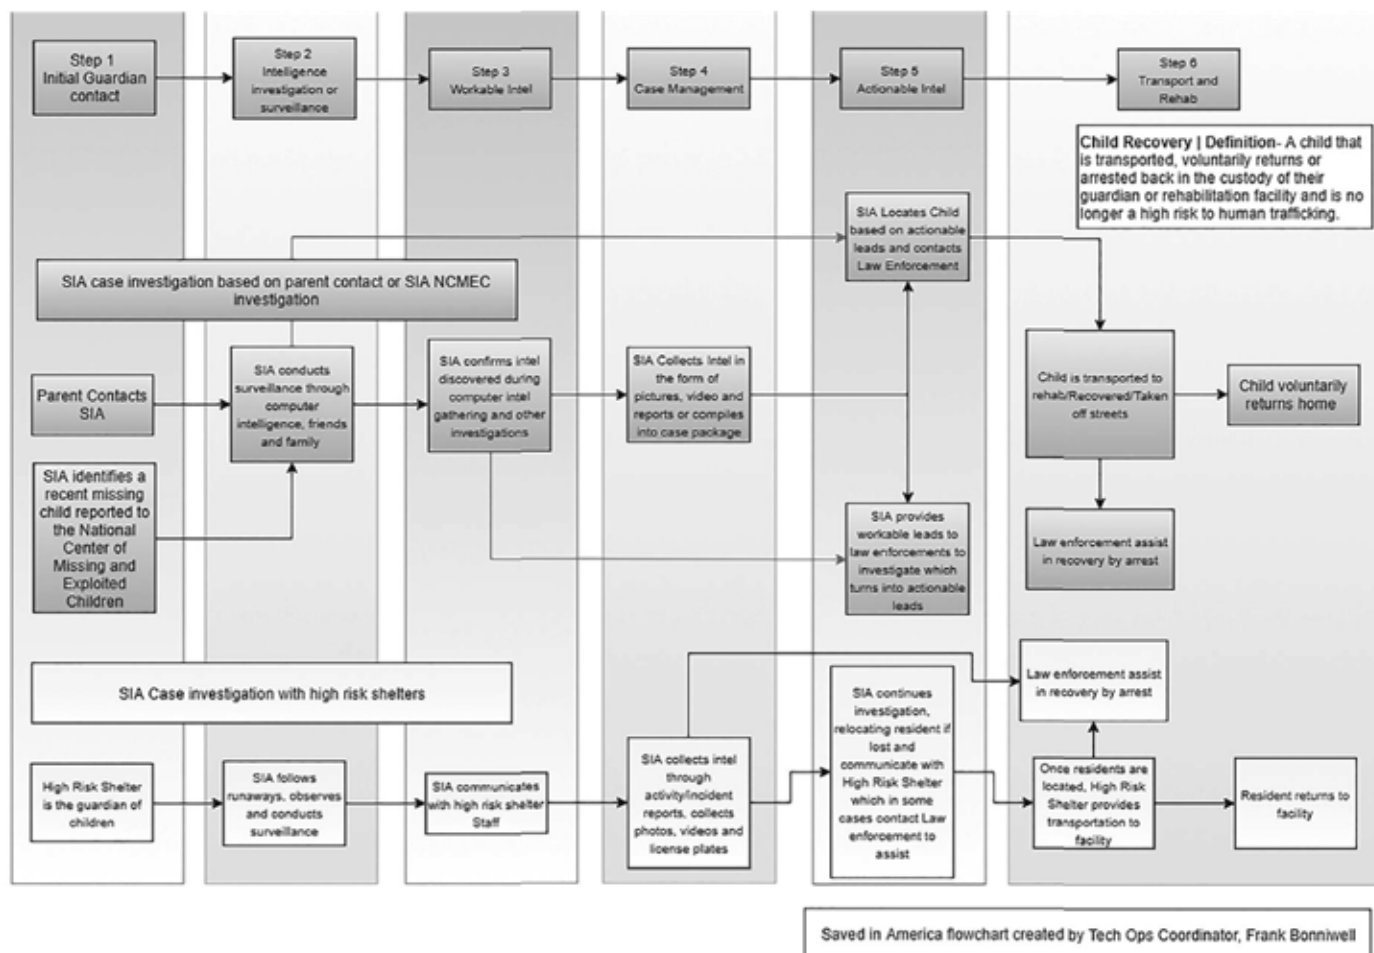 Step 1
Initial Guardian
contact
Step 2
Intelligence
investigation or
surveillance
Step 3
Workable Intel
Step 4
Case Management
Step 5
Actionable Intel
Step 6
Transport and
Rehab
Child Recovery | Definition- A child that
is transported, voluntarily returns or
arrested back in the custody of their
guardian or rehabilitation facility and is no
longer a high risk to human trafficking.
SIA Locates Child
based on actionable
leads and contacts
Law Enforcement
SIA case investigation based on parent contact or SIA NCMEC
investigation
Parent Contacts
SIA
SIA conducts
surveillance through
computer
intelligence, friends
and family
SIA confirms intel
discovered during
computer intel
gathering and other
investigations
SIA Collects Intel in
the form of
pictures, video and
reports or compiles
into case package
Child is transported to
rehab/Recovered/Taken
off streets
Child voluntarily
returns home
SIA identifies a
recent missing
child reported to
the National
Center of
Missing and
Exploited
Children
SIA provides
workable leads to
law enforcements to
investigate which
turns into actionable
leads
Law enforcement assist
in recovery by arrest
SIA Case investigation with high risk shelters
Law enforcement assist
in recovery by arrest
High Risk Shelter
is the guardian of
children
SIA follows
runaways, observes
and conducts
surveillance
SIA communicates
with high risk shelter
Staff
SIA collects intel
through
activity/incident
reports, collects
photos, videos and
license plates
SIA continues
investigation,
relocating resident if
lost and
communicate with
High Risk Shelter
which in some
cases contact Law
enforcement to
assist
Once residents are
located, High Risk
Shelter provides
transportation to
facility
Resident returns to
facility
Saved in America flowchart created by Tech Ops Coordinator, Frank Bonniwell